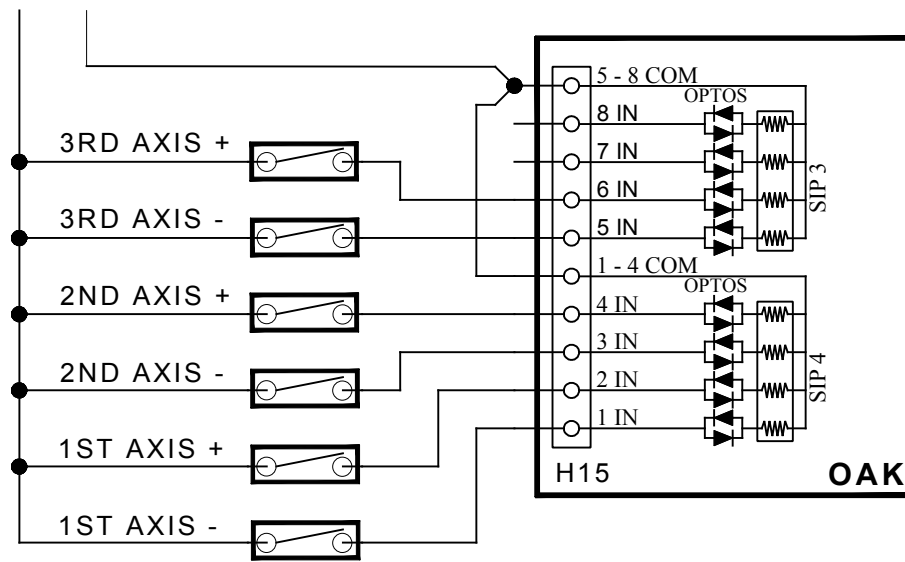 5 - 8 COM
OPTOS
8 IN
3RD AXIS +
7 IN
6 IN
SIP 3
3RD AXIS -
5 IN
1 - 4 COM
OPTOS
2ND AXIS +
4 IN
3 IN
2ND AXIS -
2 IN
SIP 4
1 IN
1ST AXIS +
H15
OAK
1ST AXIS -